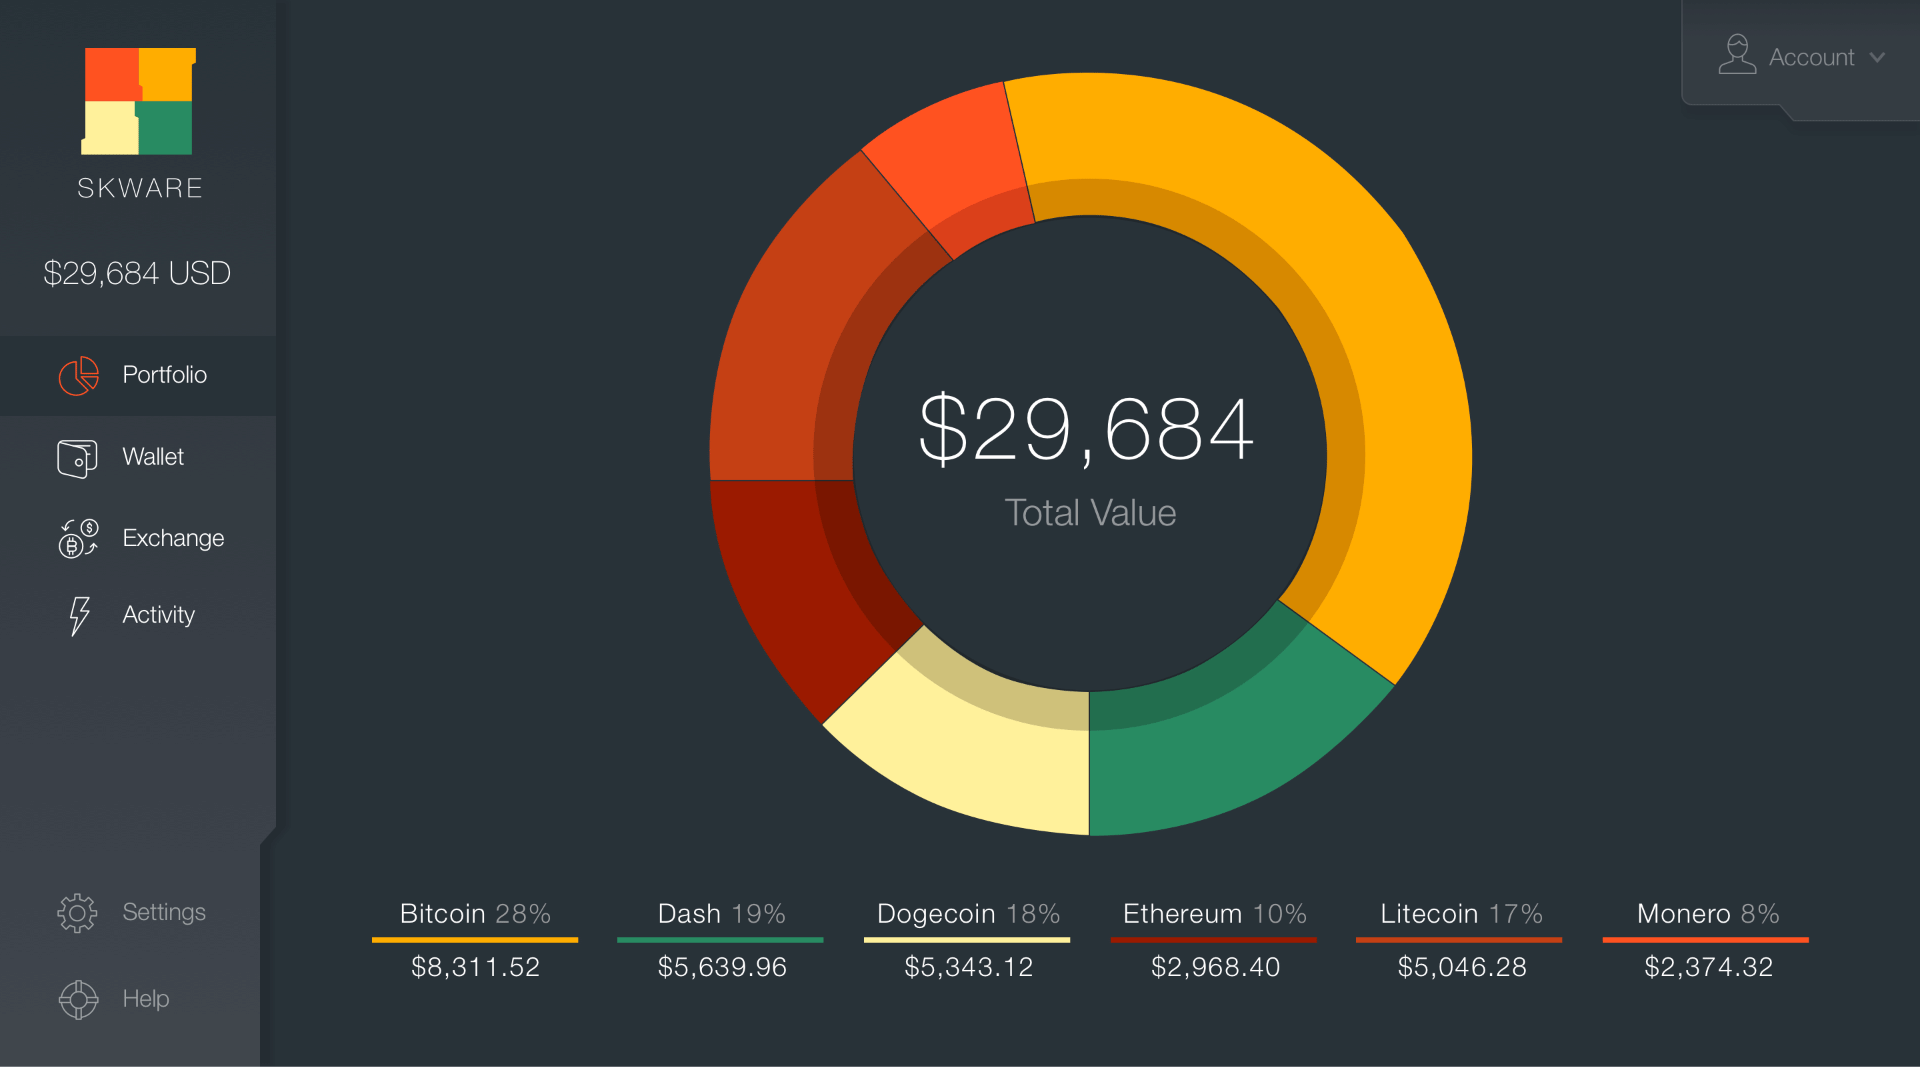 SKWARE
$29,684 USD
Portfolio
Wallet
Exchange
Activity
Settings
Help
Account
$29,684
Total Value
Bitcoin 28%
$8,311.52
Dash 19%
$5,639.96
Dogecoin 18%
$5,343.12
Ethereum 10%
$2,968.40
Litecoin 17%
$5,046.28
Monero 8%
$2,374.32